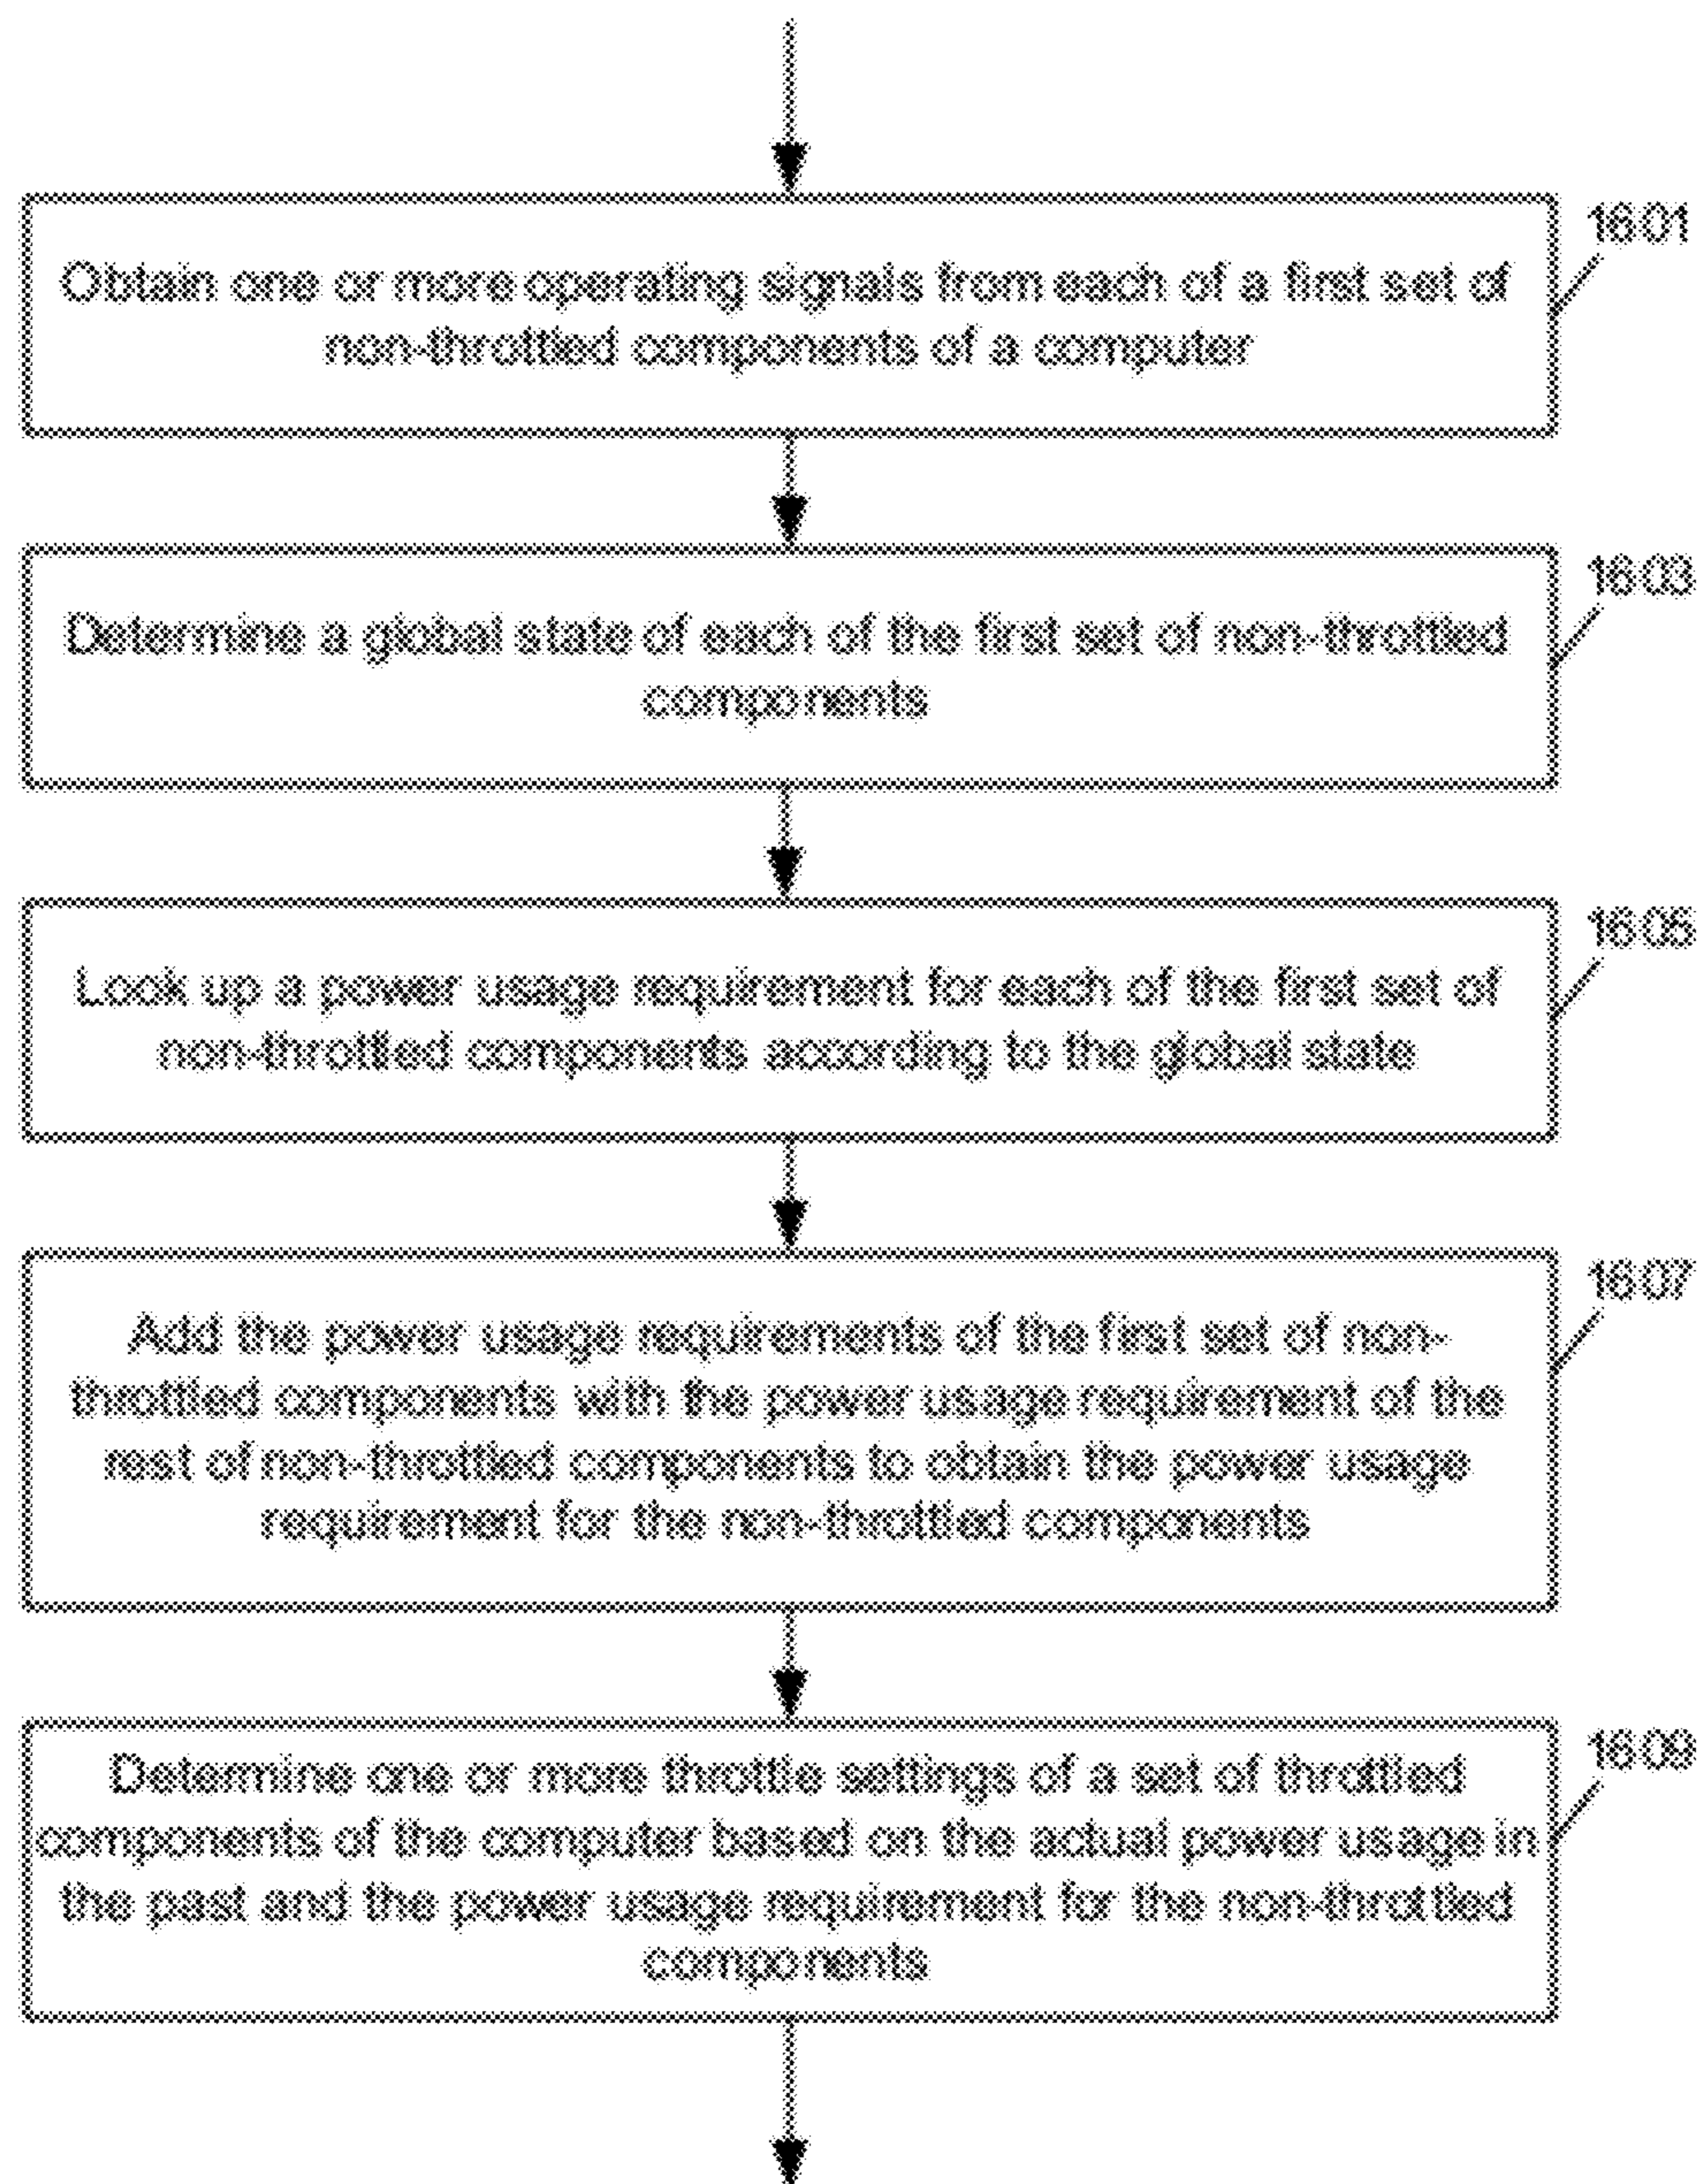 1601
Obtain one or more operating signals from each of a first set of
non-throttled components of a computer
1603
Determine a global state of each of the first set of non-throttled
components
1605
Look up a power usage requirement for each of the first set of
non-throttled components according to the global state
1607
Add the power usage requirements of the first set of non-
throttled components with the power usage requirement of the
rest of non-throttled components to obtain the power usage
requirement for the non-throttled components
1609
Determine one or more throttle settings of a set of throttled
components of the computer based on the actual power usage in
the past and the power usage requirement for the non-throttled
components